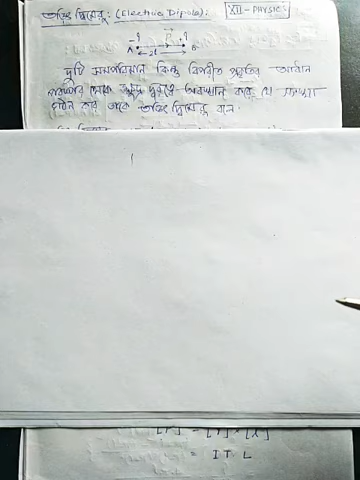 তড়িৎ দ্বিমেরু : (Electric Dipole): XII - PHYSICS
-q P +q
A 2l B
দুটি সমপরিমান কিন্তু বিপরীত প্রকৃতির আধান
পরস্পর থেকে ক্ষুদ্র দূরত্বে অবস্থান করে যে সংস্থা
গঠন করে তাকে তড়িৎ দ্বিমেরু বলে.
= I T L